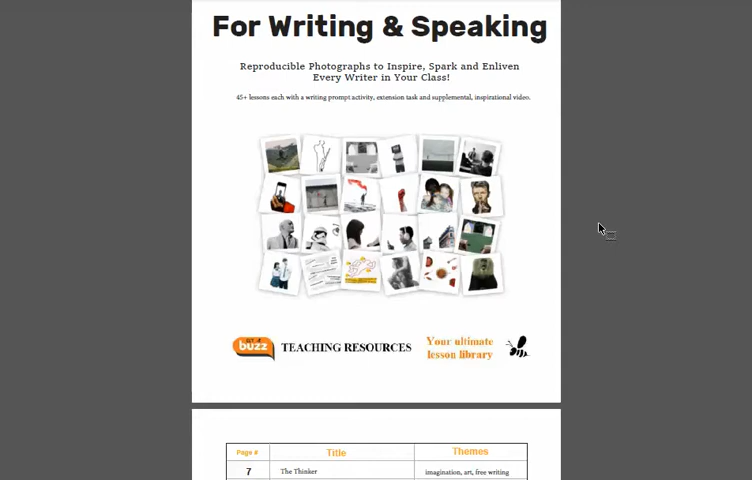 For Writing & Speaking
Reproducible Photographs to Inspire, Spark and Enliven
Every Writer in Your Class!
45+ lessons each with a writing prompt activity, extension task and supplemental, inspirational video.
buzz TEACHING RESOURCES
Your ultimate
lesson library
Page # Title Themes
7 The Thinker imagination, art, free writing